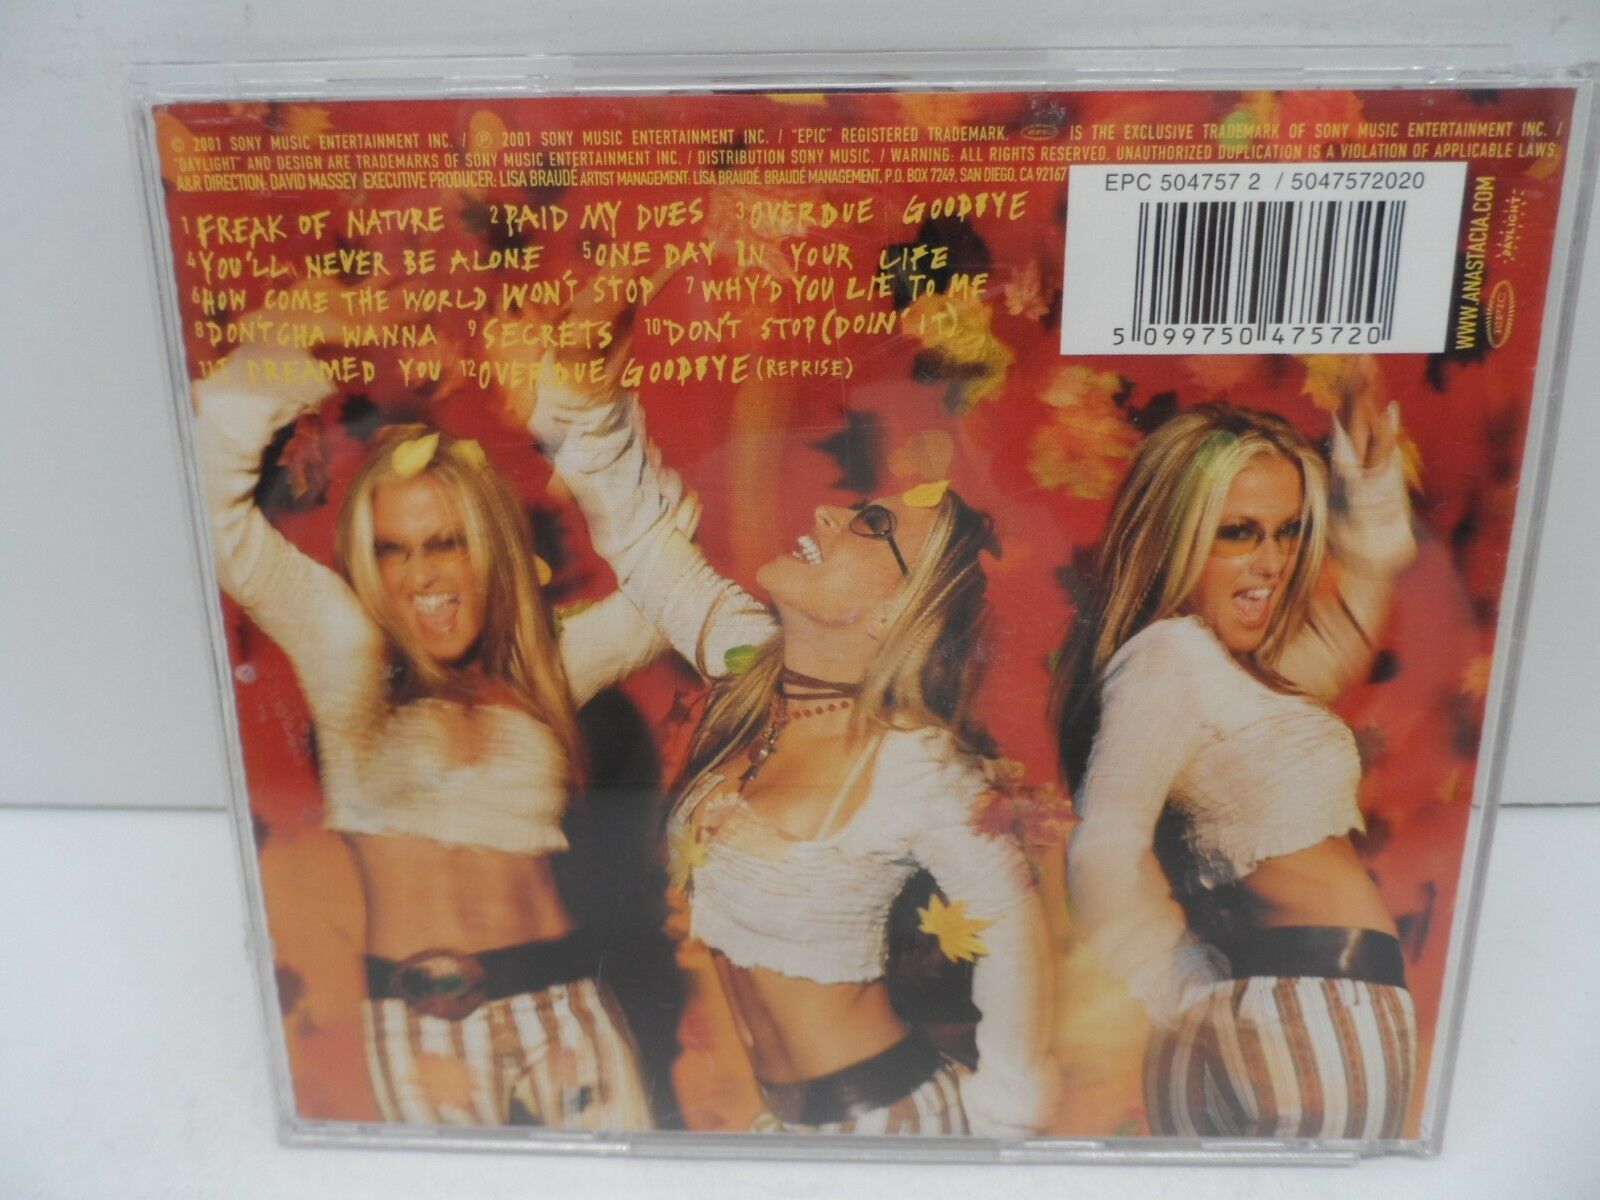 © 2001 SONY MUSIC ENTERTAINMENT INC. / ℗ 2001 SONY MUSIC ENTERTAINMENT INC. / "EPIC" REGISTERED TRADEMARK. EPIC IS THE EXCLUSIVE TRADEMARK OF SONY MUSIC ENTERTAINMENT INC. /
"DAYLIGHT" AND DESIGN ARE TRADEMARKS OF SONY MUSIC ENTERTAINMENT INC. / DISTRIBUTION SONY MUSIC. / WARNING: ALL RIGHTS RESERVED. UNAUTHORIZED DUPLICATION IS A VIOLATION OF APPLICABLE LAWS.
A&R DIRECTION: DAVID MASSEY EXECUTIVE PRODUCER: LISA BRAUDÉ ARTIST MANAGEMENT: LISA BRAUDÉ, BRAUDÉ MANAGEMENT, P.O. BOX 7249, SAN DIEGO, CA 92167
1 FREAK OF NATURE 2 PAID MY DUES 3 OVERDUE GOODBYE
4 YOU'LL NEVER BE ALONE 5 ONE DAY IN YOUR LIFE
6 HOW COME THE WORLD WON'T STOP 7 WHY'D YOU LIE TO ME
8 DON'TCHA WANNA 9 SECRETS 10 DON'T STOP (DOIN' IT)
11 I DREAMED YOU 12 OVERDUE GOODBYE (REPRISE)
EPC 504757 2 / 5047572020
5 099750 475720
WWW.ANASTACIA.COM
DAYLIGHT
EPIC